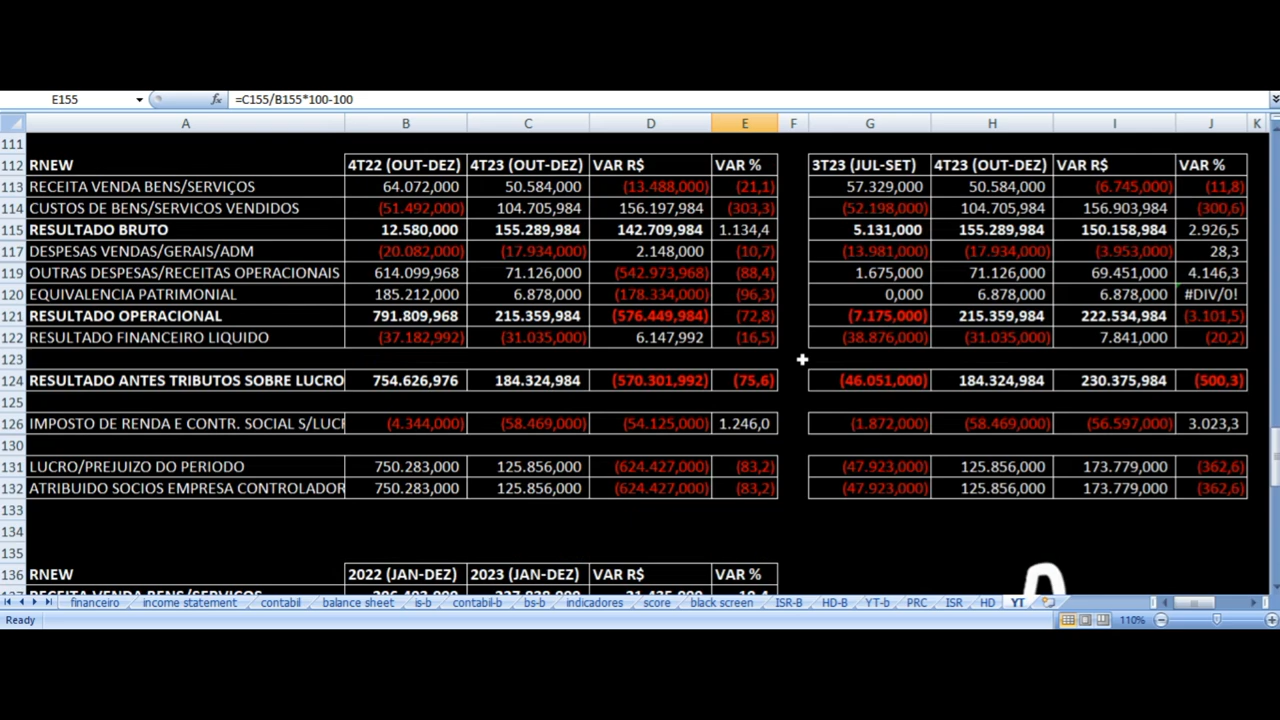 E155 fx =C155/B155*100-100
A B C D E F G H I J K
111
112 RNEW 4T22 (OUT-DEZ) 4T23 (OUT-DEZ) VAR R$ VAR % 3T23 (JUL-SET) 4T23 (OUT-DEZ) VAR R$ VAR %
113 RECEITA VENDA BENS/SERVIÇOS 64.072,000 50.584,000 (13.488,000) (21,1) 57.329,000 50.584,000 (6.745,000) (11,8)
114 CUSTOS DE BENS/SERVICOS VENDIDOS (51.492,000) 104.705,984 156.197,984 (303,3) (52.198,000) 104.705,984 156.903,984 (300,6)
115 RESULTADO BRUTO 12.580,000 155.289,984 142.709,984 1.134,4 5.131,000 155.289,984 150.158,984 2.926,5
117 DESPESAS VENDAS/GERAIS/ADM (20.082,000) (17.934,000) 2.148,000 (10,7) (13.981,000) (17.934,000) (3.953,000) 28,3
119 OUTRAS DESPESAS/RECEITAS OPERACIONAIS 614.099,968 71.126,000 (542.973,968) (88,4) 1.675,000 71.126,000 69.451,000 4.146,3
120 EQUIVALENCIA PATRIMONIAL 185.212,000 6.878,000 (178.334,000) (96,3) 0,000 6.878,000 6.878,000 #DIV/0!
121 RESULTADO OPERACIONAL 791.809,968 215.359,984 (576.449,984) (72,8) (7.175,000) 215.359,984 222.534,984 (3.101,5)
122 RESULTADO FINANCEIRO LIQUIDO (37.182,992) (31.035,000) 6.147,992 (16,5) (38.876,000) (31.035,000) 7.841,000 (20,2)
123
124 RESULTADO ANTES TRIBUTOS SOBRE LUCRO 754.626,976 184.324,984 (570.301,992) (75,6) (46.051,000) 184.324,984 230.375,984 (500,3)
125
126 IMPOSTO DE RENDA E CONTR. SOCIAL S/LUCR (4.344,000) (58.469,000) (54.125,000) 1.246,0 (1.872,000) (58.469,000) (56.597,000) 3.023,3
130
131 LUCRO/PREJUIZO DO PERIODO 750.283,000 125.856,000 (624.427,000) (83,2) (47.923,000) 125.856,000 173.779,000 (362,6)
132 ATRIBUIDO SOCIOS EMPRESA CONTROLADOR 750.283,000 125.856,000 (624.427,000) (83,2) (47.923,000) 125.856,000 173.779,000 (362,6)
133
134
135
136 RNEW 2022 (JAN-DEZ) 2023 (JAN-DEZ) VAR R$ VAR %
financeiro income statement contabil balance sheet is-b contabil-b bs-b indicadores score black screen ISR-B HD-B YT-b PRC ISR HD YT
Ready 110%